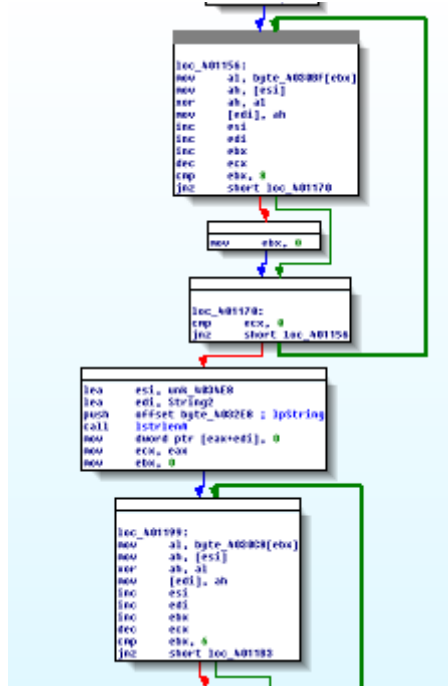 loc_401156:
mov al, byte_4030BF[ebx]
mov ah, [esi]
xor ah, al
mov [edi], ah
inc esi
inc edi
inc ebx
dec ecx
cmp ebx, 8
jnz short loc_401170
mov ebx, 0
loc_401170:
cmp ecx, 0
jnz short loc_401156
lea esi, unk_4034E8
lea edi, String2
push offset byte_4032E8 ; lpString
call lstrlenA
mov dword ptr [eax+edi], 0
mov ecx, eax
mov ebx, 0
loc_401199:
mov al, byte_4030C8[ebx]
mov ah, [esi]
xor ah, al
mov [edi], ah
inc esi
inc edi
inc ebx
dec ecx
cmp ebx, 6
jnz short loc_4011B3